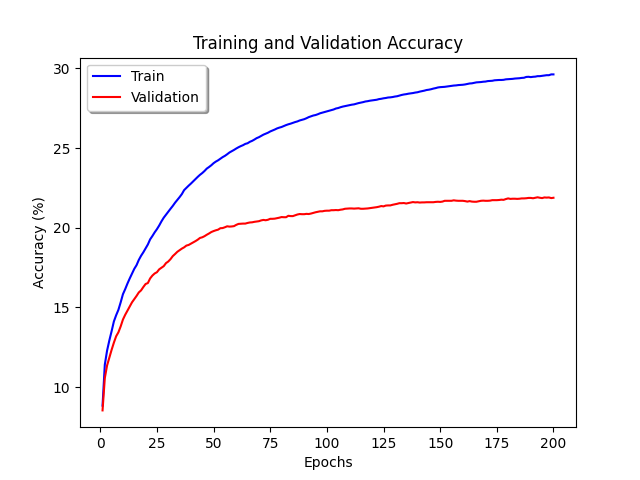 Training and Validation Accuracy
Train
Validation
30
25
20
15
10
Accuracy (%)
0 25 50 75 100 125 150 175 200
Epochs